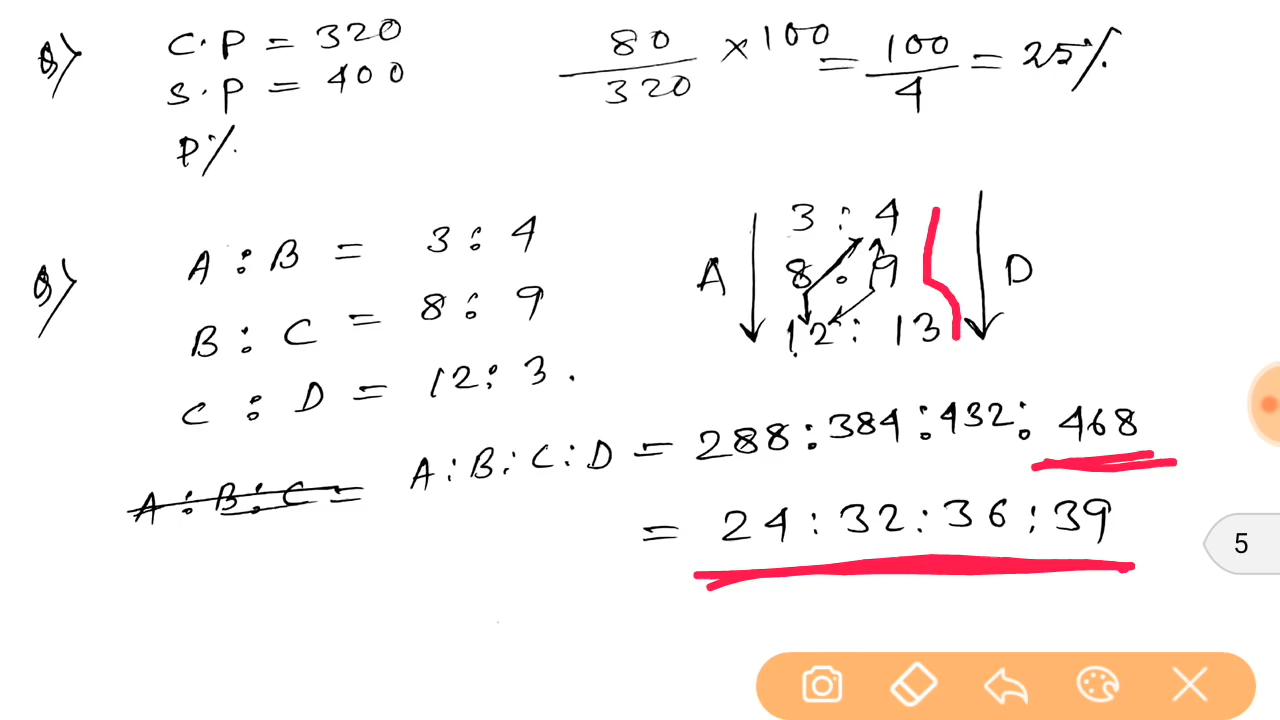 Q) C.P = 320
S.P = 400
P%
80/320 × 100 = 100/4 = 25%
Q) A : B = 3 : 4
B : C = 8 : 9
C : D = 12 : 3.
A 3 : 4 D
8 : 9
12 : 13
A : B : C : D = 288 : 384 : 432 : 468
A : B : C =
= 24 : 32 : 36 : 39
5